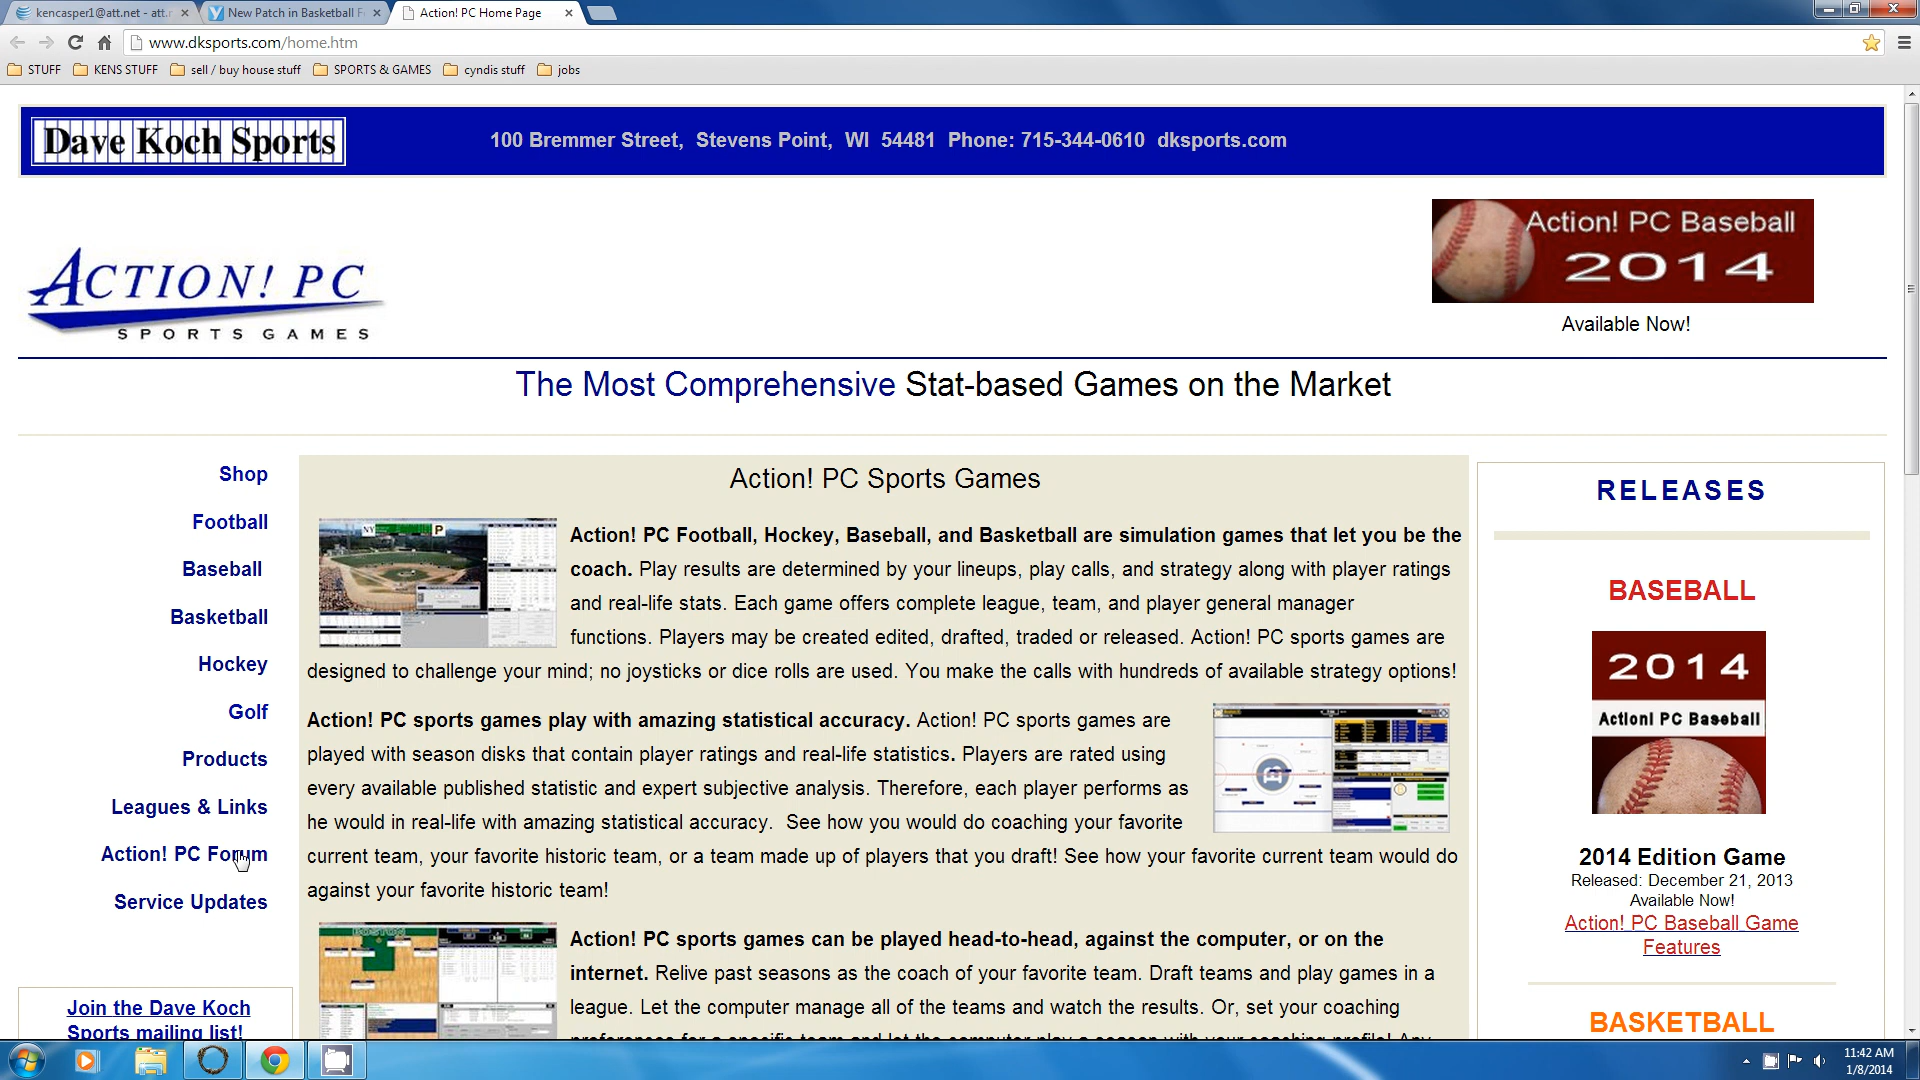 kencasper1@att.net - att.n
New Patch in Basketball F
Action! PC Home Page
www.dksports.com/home.htm
STUFF
KENS STUFF
sell / buy house stuff
SPORTS & GAMES
cyndis stuff
jobs
Dave Koch Sports
100 Bremmer Street, Stevens Point, WI 54481 Phone: 715-344-0610 dksports.com
Action! PC Baseball
2014
Available Now!
ACTION! PC
SPORTS GAMES
The Most Comprehensive Stat-based Games on the Market
Shop
Football
Baseball
Basketball
Hockey
Golf
Products
Leagues & Links
Action! PC Forum
Service Updates
Join the Dave Koch
Sports mailing list!
Action! PC Sports Games
Action! PC Football, Hockey, Baseball, and Basketball are simulation games that let you be the
coach. Play results are determined by your lineups, play calls, and strategy along with player ratings
and real-life stats. Each game offers complete league, team, and player general manager
functions. Players may be created edited, drafted, traded or released. Action! PC sports games are
designed to challenge your mind; no joysticks or dice rolls are used. You make the calls with hundreds of available strategy options!
Action! PC sports games play with amazing statistical accuracy. Action! PC sports games are
played with season disks that contain player ratings and real-life statistics. Players are rated using
every available published statistic and expert subjective analysis. Therefore, each player performs as
he would in real-life with amazing statistical accuracy. See how you would do coaching your favorite
current team, your favorite historic team, or a team made up of players that you draft! See how your favorite current team would do
against your favorite historic team!
BOSTON
Action! PC sports games can be played head-to-head, against the computer, or on the
internet. Relive past seasons as the coach of your favorite team. Draft teams and play games in a
league. Let the computer manage all of the teams and watch the results. Or, set your coaching
preferences for a specific team and let the computer play a season with your coaching profile! Any
RELEASES
BASEBALL
2014
Action! PC Baseball
2014 Edition Game
Released: December 21, 2013
Available Now!
Action! PC Baseball Game
Features
BASKETBALL
11:42 AM
1/8/2014